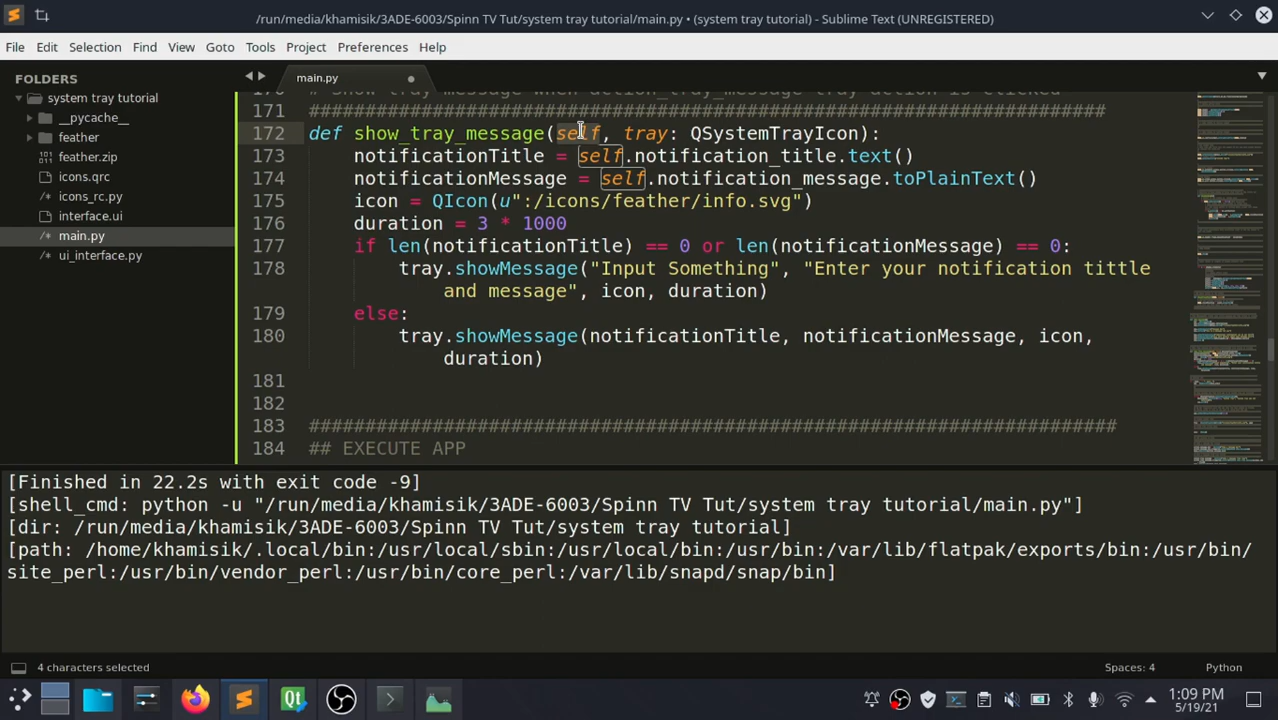 /run/media/khamisik/3ADE-6003/Spinn TV Tut/system tray tutorial/main.py • (system tray tutorial) - Sublime Text (UNREGISTERED)
File Edit Selection Find View Goto Tools Project Preferences Help
FOLDERS
system tray tutorial
__pycache__
feather
feather.zip
icons.qrc
icons_rc.py
interface.ui
main.py
ui_interface.py
main.py
170 # Show tray message when action_tray_message tray action is clicked
171 #######################################################################
172 def show_tray_message(self, tray: QSystemTrayIcon):
173 notificationTitle = self.notification_title.text()
174 notificationMessage = self.notification_message.toPlainText()
175 icon = QIcon(u":/icons/feather/info.svg")
176 duration = 3 * 1000
177 if len(notificationTitle) == 0 or len(notificationMessage) == 0:
178 tray.showMessage("Input Something", "Enter your notification tittle
and message", icon, duration)
179 else:
180 tray.showMessage(notificationTitle, notificationMessage, icon,
duration)
181
182
183 ########################################################################
184 ## EXECUTE APP
[Finished in 22.2s with exit code -9]
[shell_cmd: python -u "/run/media/khamisik/3ADE-6003/Spinn TV Tut/system tray tutorial/main.py"]
[dir: /run/media/khamisik/3ADE-6003/Spinn TV Tut/system tray tutorial]
[path: /home/khamisik/.local/bin:/usr/local/sbin:/usr/local/bin:/usr/bin:/var/lib/flatpak/exports/bin:/usr/bin/
site_perl:/usr/bin/vendor_perl:/usr/bin/core_perl:/var/lib/snapd/snap/bin]
4 characters selected
Spaces: 4
Python
1:09 PM
5/19/21